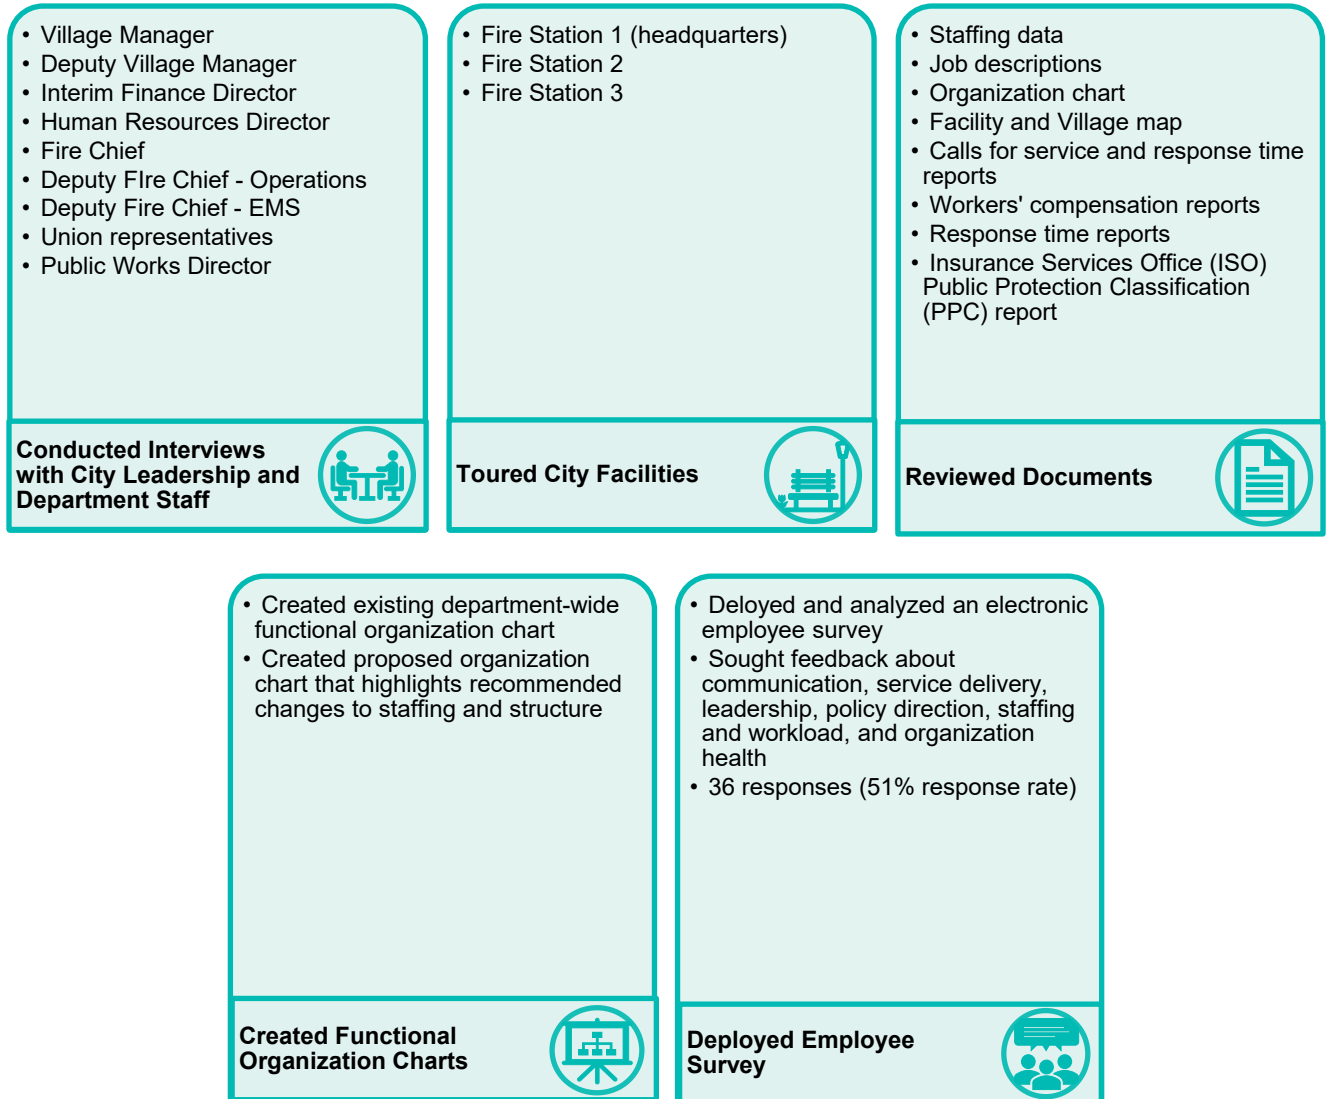 • Village Manager
• Deputy Village Manager
• Interim Finance Director
• Human Resources Director
• Fire Chief
• Deputy FIre Chief - Operations
• Deputy Fire Chief - EMS
• Union representatives
• Public Works Director
Conducted Interviews
with City Leadership and
Department Staff
• Fire Station 1 (headquarters)
• Fire Station 2
• Fire Station 3
Toured City Facilities
• Staffing data
• Job descriptions
• Organization chart
• Facility and Village map
• Calls for service and response time
reports
• Workers' compensation reports
• Response time reports
• Insurance Services Office (ISO)
Public Protection Classification
(PPC) report
Reviewed Documents
• Created existing department-wide
functional organization chart
• Created proposed organization
chart that highlights recommended
changes to staffing and structure
Created Functional
Organization Charts
• Deloyed and analyzed an electronic
employee survey
• Sought feedback about
communication, service delivery,
leadership, policy direction, staffing
and workload, and organization
health
• 36 responses (51% response rate)
Deployed Employee
Survey